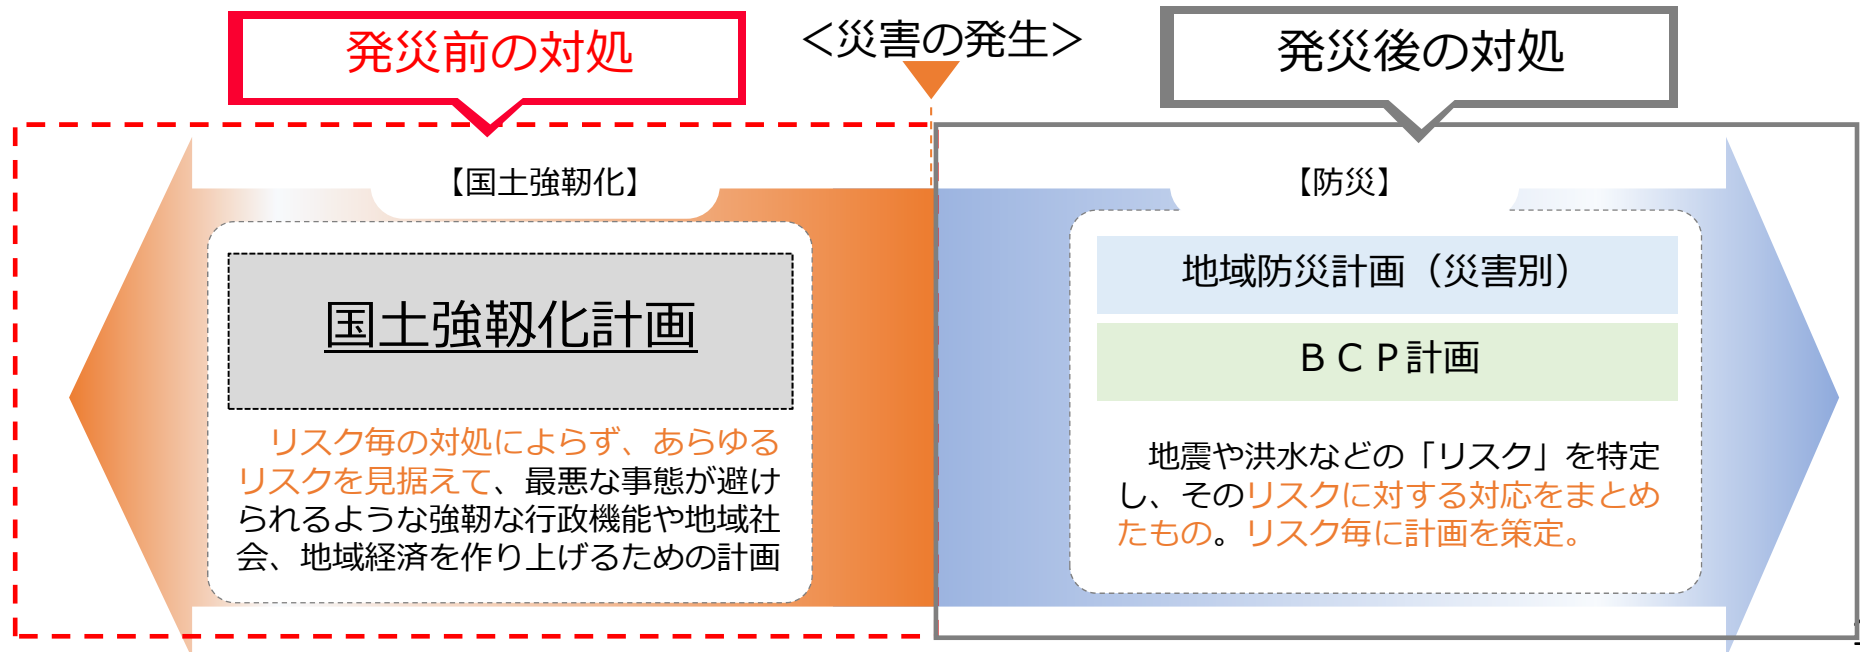 発災前の対処
＜災害の発生＞
発災後の対処
【国土強靱化】
国土強靱化計画
リスク毎の対処によらず、あらゆる
リスクを見据えて、最悪な事態が避け
られるような強靭な行政機能や地域社
会、地域経済を作り上げるための計画
【防災】
地域防災計画（災害別）
ＢＣＰ計画
地震や洪水などの「リスク」を特定
し、そのリスクに対する対応をまとめ
たもの。リスク毎に計画を策定。